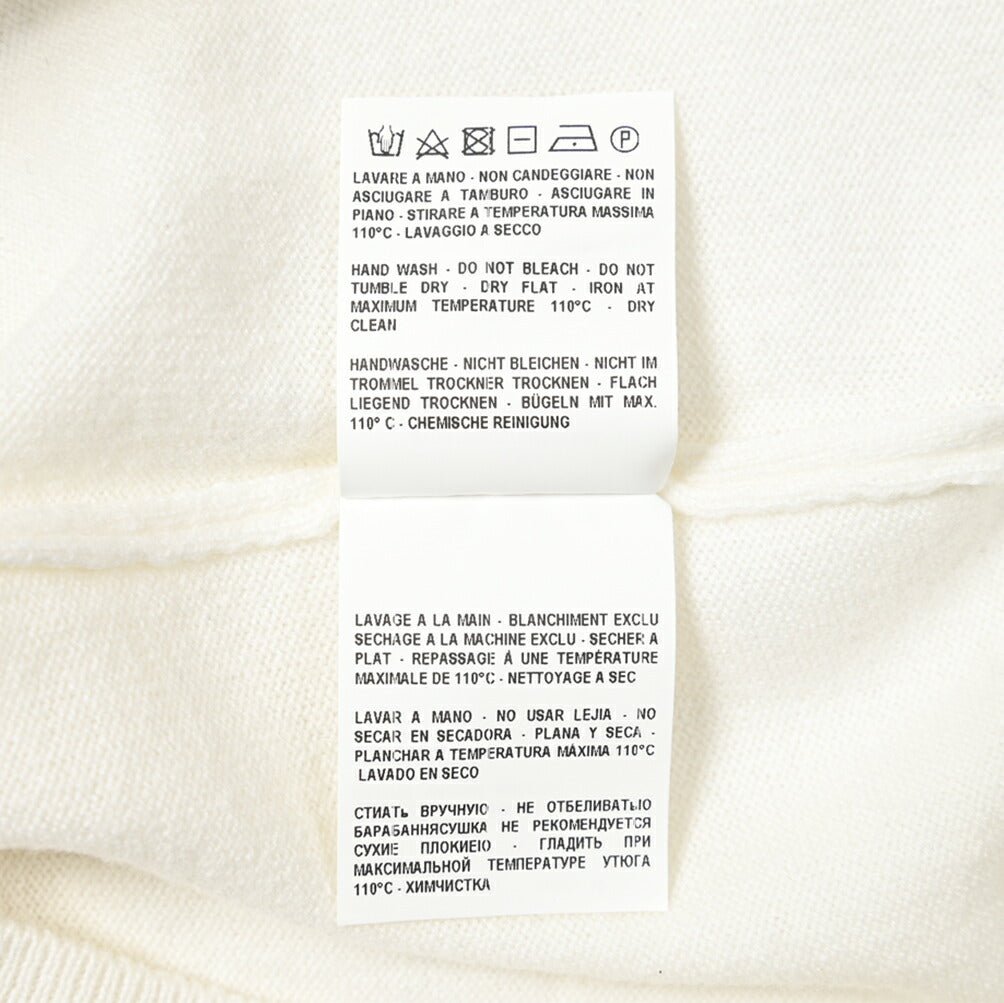 P
LAVARE A MANO - NON CANDEGGIARE - NON
ASCIUGARE A TAMBURO - ASCIUGARE IN
PIANO - STIRARE A TEMPERATURA MASSIMA
110°C - LAVAGGIO A SECCO
HAND WASH - DO NOT BLEACH - DO NOT
TUMBLE DRY - DRY FLAT - IRON AT
MAXIMUM TEMPERATURE 110°C - DRY
CLEAN
HANDWASCHE - NICHT BLEICHEN - NICHT IM
TROMMEL TROCKNER TROCKNEN - FLACH
LIEGEND TROCKNEN - BÜGELN MIT MAX.
110° C - CHEMISCHE REINIGUNG
LAVAGE A LA MAIN - BLANCHIMENT EXCLU
SECHAGE A LA MACHINE EXCLU - SECHER A
PLAT - REPASSAGE À UNE TEMPÉRATURE
MAXIMALE DE 110°C - NETTOYAGE A SEC
LAVAR A MANO - NO USAR LEJIA - NO
SECAR EN SECADORA - PLANA Y SECA -
PLANCHAR A TEMPERATURA MÁXIMA 110°C
LAVADO EN SECO
СТИАТЬ ВРУЧНУЮ - НЕ ОТБЕЛИВАТЬЮ
БАРАБАННЯСУШКА НЕ РЕКОМЕНДУЕТСЯ
СУХИЕ ПЛОКИЕЮ - ГЛАДИТЬ ПРИ
МАКСИМАЛЬНОЙ ТЕМПЕРАТУРЕ УТЮГА
110°C - ХИМЧИСТКА